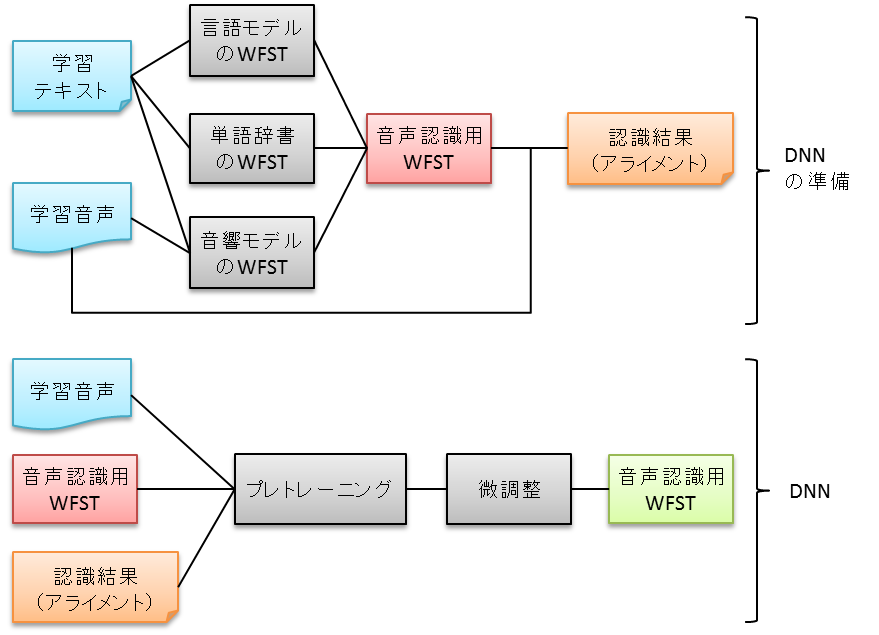 学習
テキスト
学習音声
言語モデル
のWFST
単語辞書
のWFST
音響モデル
のWFST
音声認識用
WFST
認識結果
(アライメント)
DNN
の準備
学習音声
音声認識用
WFST
認識結果
(アライメント)
プレトレーニング
微調整
音声認識用
WFST
DNN